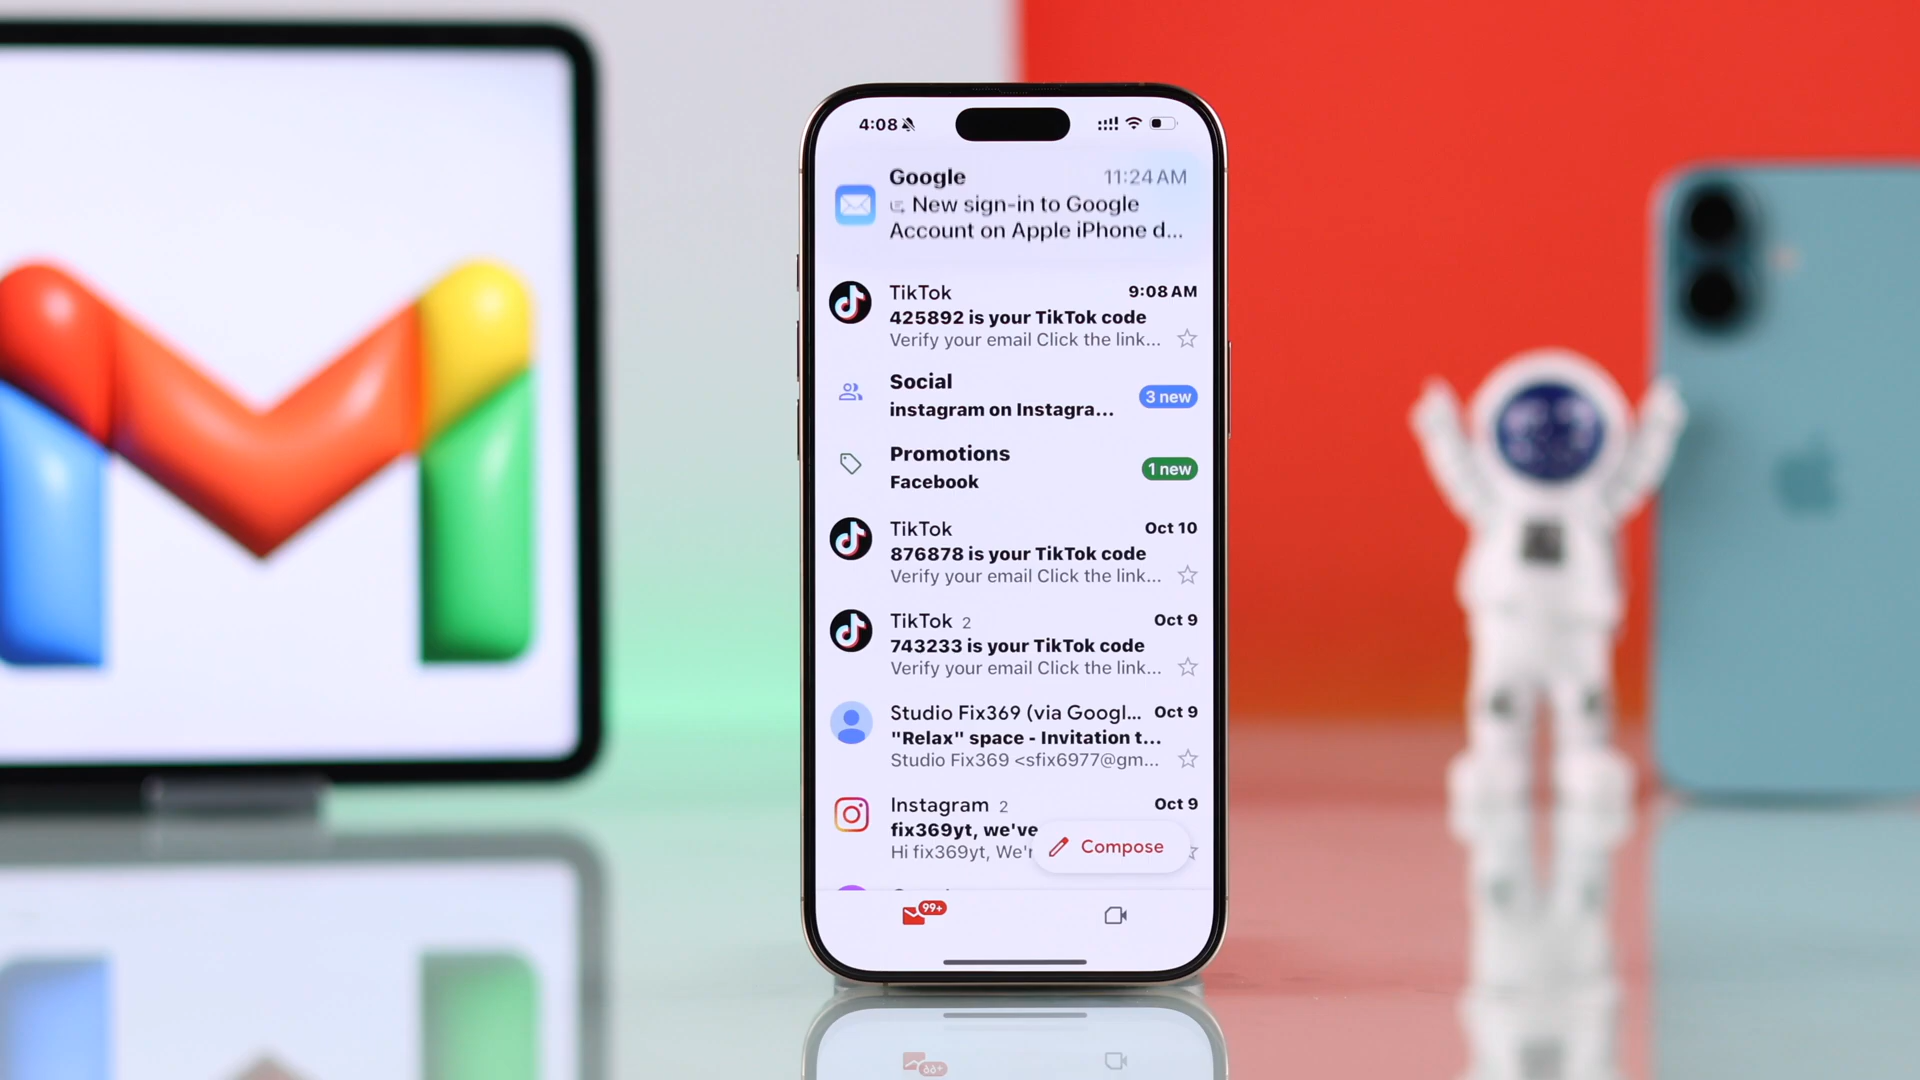 4:08
Google 11:24 AM
New sign-in to Google
Account on Apple iPhone d...
TikTok 9:08 AM
425892 is your TikTok code
Verify your email Click the link...
Social
3 new
instagram on Instagra...
Promotions
1 new
Facebook
TikTok Oct 10
876878 is your TikTok code
Verify your email Click the link...
TikTok 2 Oct 9
743233 is your TikTok code
Verify your email Click the link...
Studio Fix369 (via Googl... Oct 9
"Relax" space - Invitation t...
Studio Fix369 <sfix6977@gm...
Instagram 2 Oct 9
fix369yt, we've
Hi fix369yt, We'r
Compose
99+